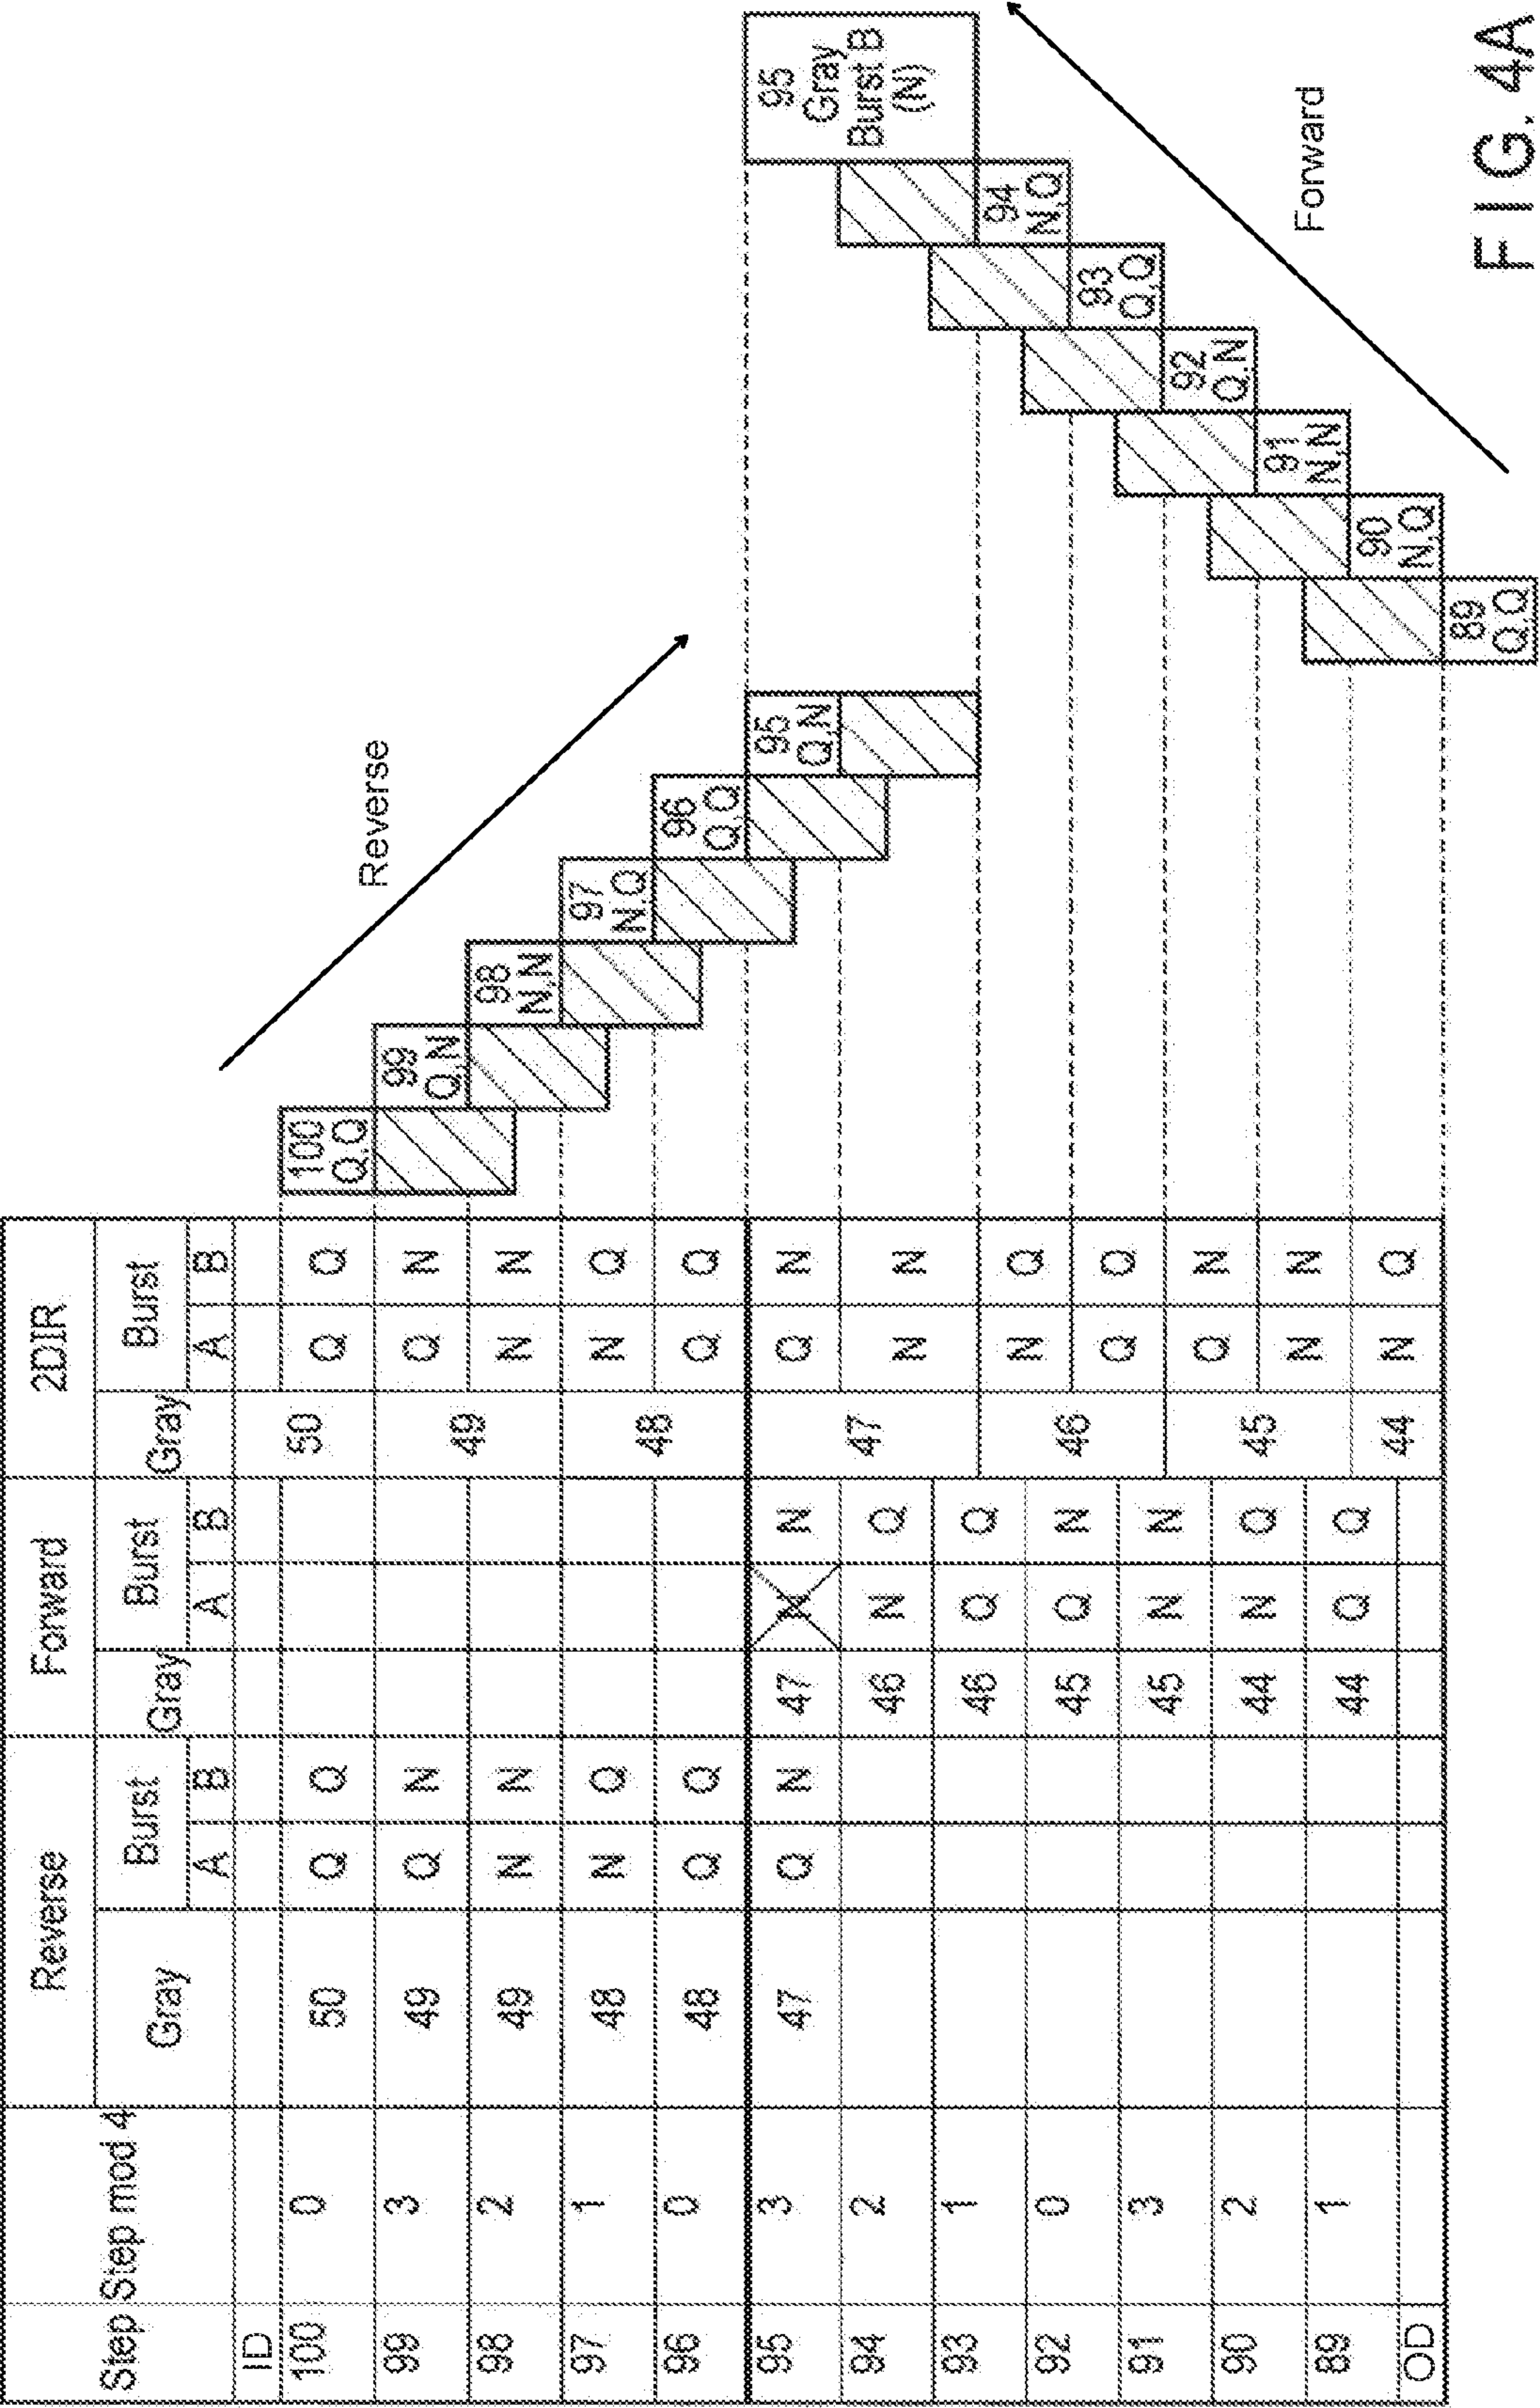 Step Step mod 4 Reverse Forward 2DIR
Gray Burst Gray Burst Gray Burst
A B A B A B
ID
100 0 50 Q Q 50 Q Q
99 3 49 Q N 49 Q N
98 2 49 N N N N
97 1 48 N Q 48 N Q
96 0 48 Q Q Q Q
95 3 47 Q N 47 N N 47 Q N
94 2 46 N Q N N
93 1 46 Q Q 46 N Q
92 0 45 Q N Q Q
91 3 45 N N 45 Q N
90 2 44 N Q N N
89 1 44 Q Q 44 N Q
OD
Reverse
100
Q,Q
99
Q,N
98
N,N
97
N,Q
96
Q,Q
95
Q,N
95
Gray
Burst B
(N)
94
N,Q
93
Q,Q
92
Q,N
91
N,N
90
N,Q
89
Q,Q
Forward
FIG. 4A